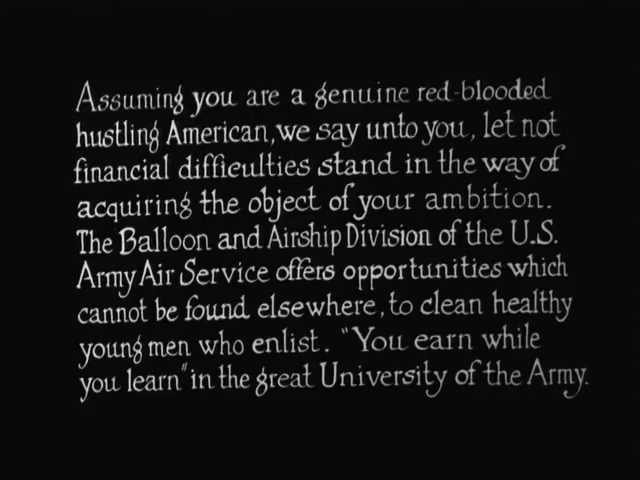 Assuming you are a genuine red-blooded
hustling American, we say unto you, let not
financial difficulties stand in the way of
acquiring the object of your ambition.
The Balloon and Airship Division of the U.S.
Army Air Service offers opportunities which
cannot be found elsewhere, to clean healthy
young men who enlist. "You earn while
you learn" in the great University of the Army.